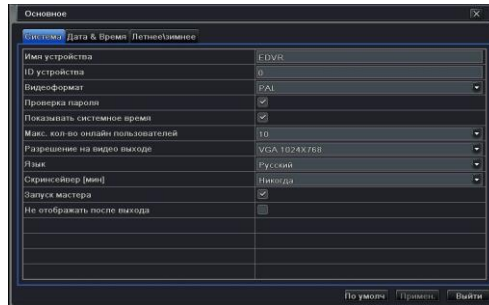 Основное
Система Дата & Время Летнее\зимнее
Имя устройства EDVR
ID устройства 0
Видеоформат PAL
Проверка пароля
Показывать системное время
Макс. кол-во онлайн пользователей 10
Разрешение на видео выходе VGA 1024X768
Язык Русский
Скринсейвер [мин] Никогда
Запуск мастера
Не отображать после выхода
По умолч Примен. Выйти